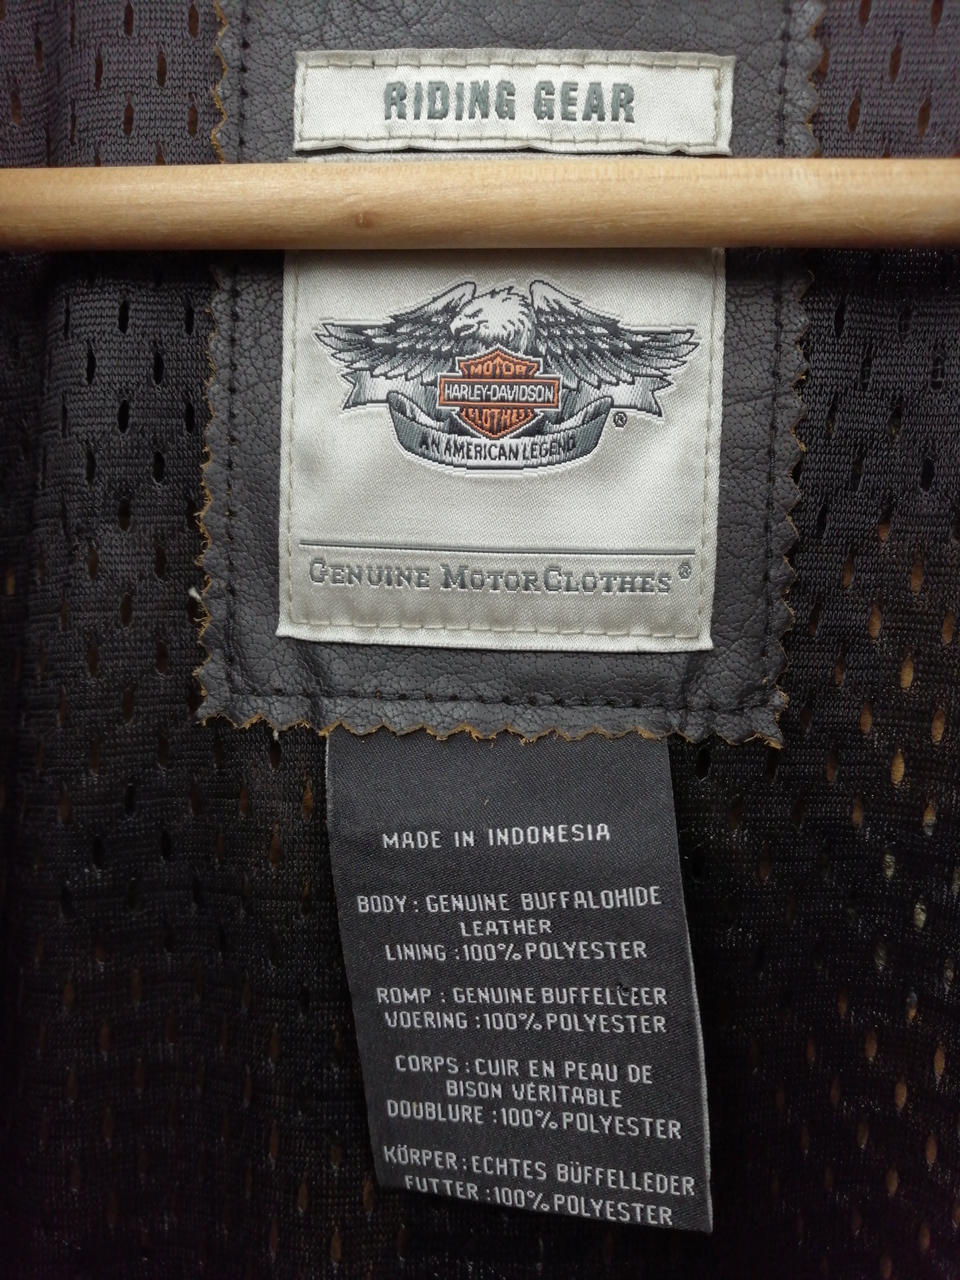 RIDING GEAR
MOTOR
HARLEY-DAVIDSON
CLOTHES
AN AMERICAN LEGEND
®
GENUINE MOTORCLOTHES®
MADE IN INDONESIA
BODY : GENUINE BUFFALOHIDE
LEATHER
LINING :100% POLYESTER
ROMP : GENUINE BUFFELLEER
VOERING :100% POLYESTER
CORPS : CUIR EN PEAU DE
BISON VÉRITABLE
DOUBLURE :100% POLYESTER
KÖRPER : ECHTES BÜFFELLEDER
FUTTER :100% POLYESTER